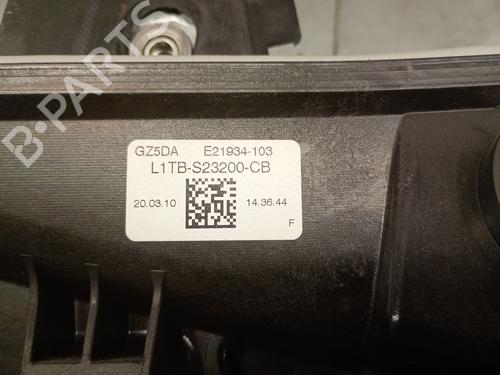 B-PARTS
GZ5DA E21934-103
L1TB-S23200-CB
20.03.10 14.36.44
F